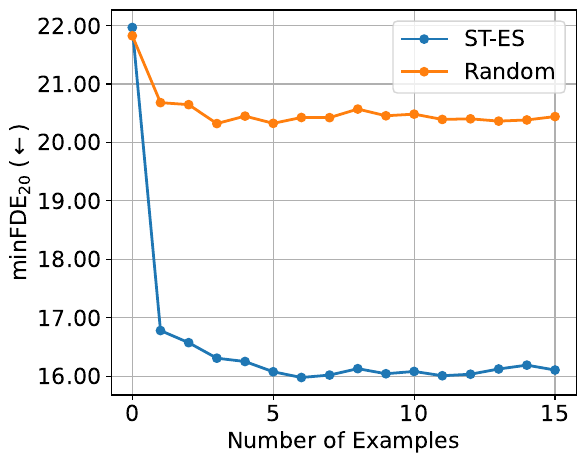 22.00
21.00
20.00
19.00
18.00
17.00
16.00
minFDE₂₀ (←)
ST-ES
Random
0
5
10
15
Number of Examples